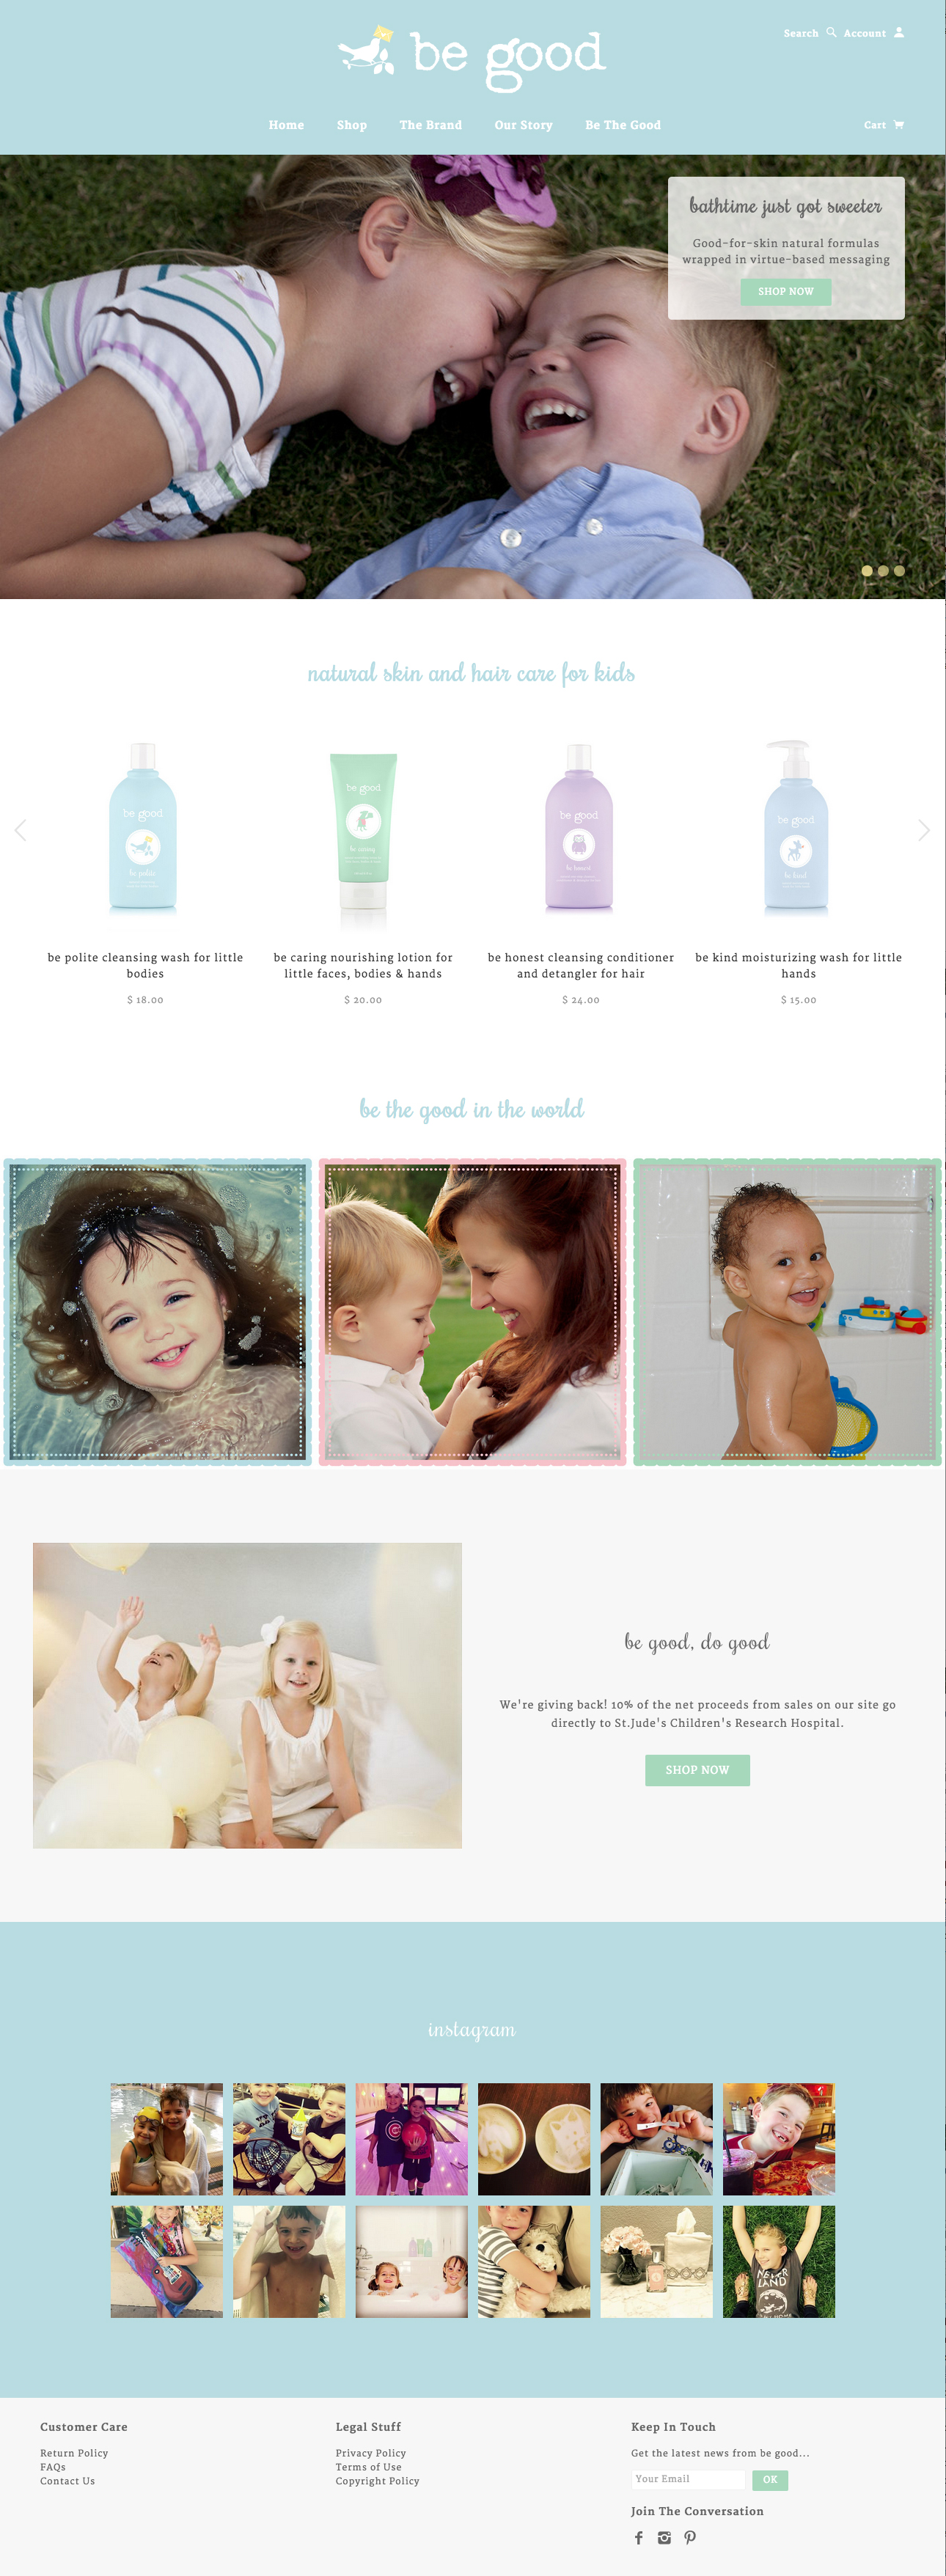 be good
Search Account
Home Shop The Brand Our Story Be The Good
Cart
bathtime just got sweeter
Good-for-skin natural formulas
wrapped in virtue-based messaging
SHOP NOW
natural skin and hair care for kids
be good
be polite
be good
be caring
be good
be honest
be good
be kind
be polite cleansing wash for little
bodies
$ 18.00
be caring nourishing lotion for
little faces, bodies & hands
$ 20.00
be honest cleansing conditioner
and detangler for hair
$ 24.00
be kind moisturizing wash for little
hands
$ 15.00
be the good in the world
be good, do good
We're giving back! 10% of the net proceeds from sales on our site go
directly to St.Jude's Children's Research Hospital.
SHOP NOW
instagram
LAND
Customer Care
Return Policy
FAQs
Contact Us
Legal Stuff
Privacy Policy
Terms of Use
Copyright Policy
Keep In Touch
Get the latest news from be good...
Your Email OK
Join The Conversation